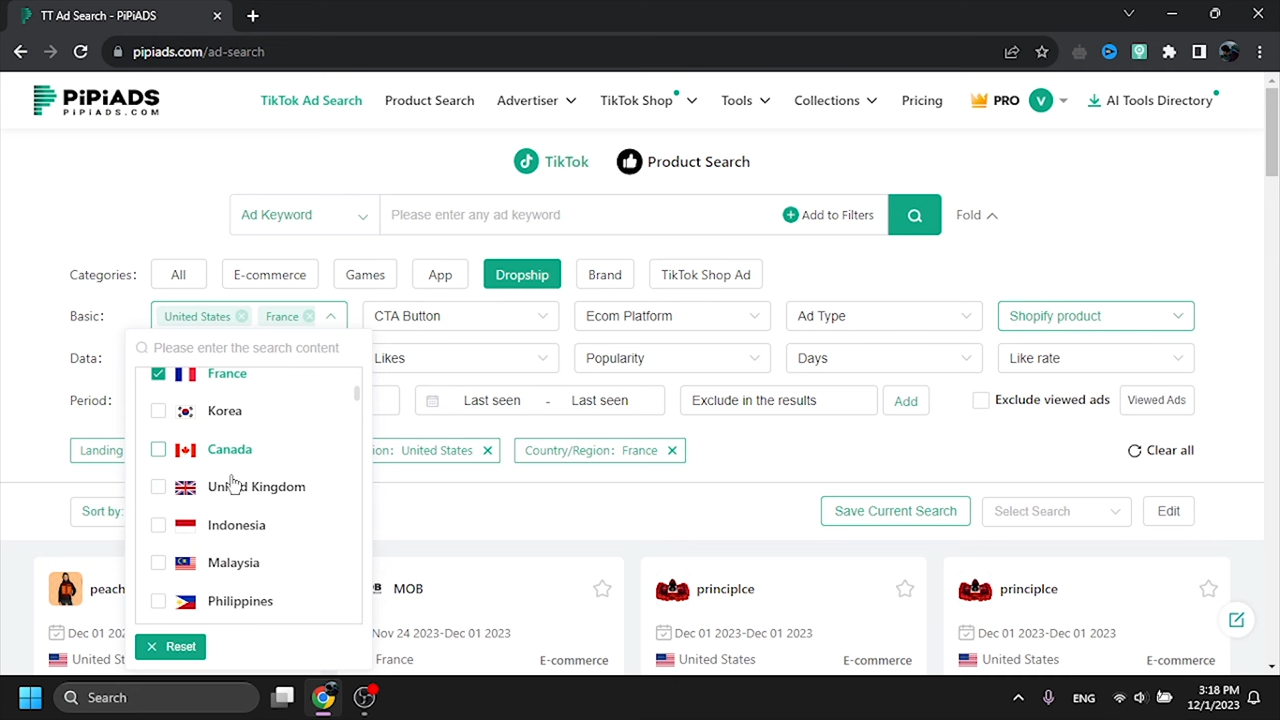 TT Ad Search - PiPiADS
pipiads.com/ad-search
PiPiADS
PIPIADS.COM
TikTok Ad Search
Product Search
Advertiser
TikTok Shop
Tools
Collections
Pricing
PRO
V
AI Tools Directory
TikTok
Product Search
Ad Keyword
Please enter any ad keyword
Add to Filters
Fold
Categories:
All
E-commerce
Games
App
Dropship
Brand
TikTok Shop Ad
Basic:
United States
France
CTA Button
Ecom Platform
Ad Type
Shopify product
Please enter the search content
Data:
Likes
Popularity
Days
Like rate
France
Period:
Last seen - Last seen
Exclude in the results
Add
Exclude viewed ads
Viewed Ads
Korea
Landing
ion: United States
Country/Region: France
Clear all
Canada
United Kingdom
Sort by:
Save Current Search
Select Search
Edit
Indonesia
Malaysia
Philippines
peach
MOB
principlce
principlce
Dec 01 202
Nov 24 2023-Dec 01 2023
Dec 01 2023-Dec 01 2023
Dec 01 2023-Dec 01 2023
Reset
United St
France
E-commerce
United States
E-commerce
United States
E-commerce
Search
ENG
3:18 PM
12/1/2023